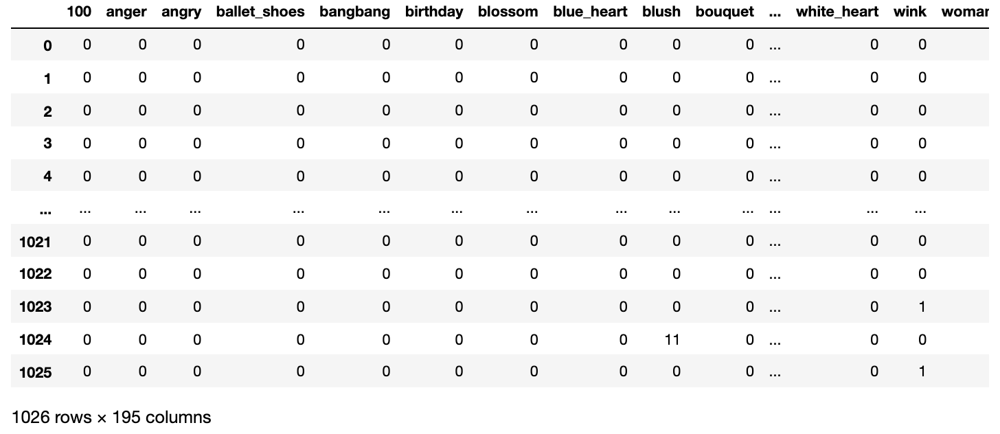 100 anger angry ballet_shoes bangbang birthday blossom blue_heart blush bouquet ... white_heart wink woman
0 0 0 0 0 0 0 0 0 0 0 ... 0 0
1 0 0 0 0 0 0 0 0 0 0 ... 0 0
2 0 0 0 0 0 0 0 0 0 0 ... 0 0
3 0 0 0 0 0 0 0 0 0 0 ... 0 0
4 0 0 0 0 0 0 0 0 0 0 ... 0 0
... ... ... ... ... ... ... ... ... ... ... ... ... ...
1021 0 0 0 0 0 0 0 0 0 0 ... 0 0
1022 0 0 0 0 0 0 0 0 0 0 ... 0 0
1023 0 0 0 0 0 0 0 0 0 0 ... 0 1
1024 0 0 0 0 0 0 0 0 11 0 ... 0 0
1025 0 0 0 0 0 0 0 0 0 0 ... 0 1
1026 rows × 195 columns